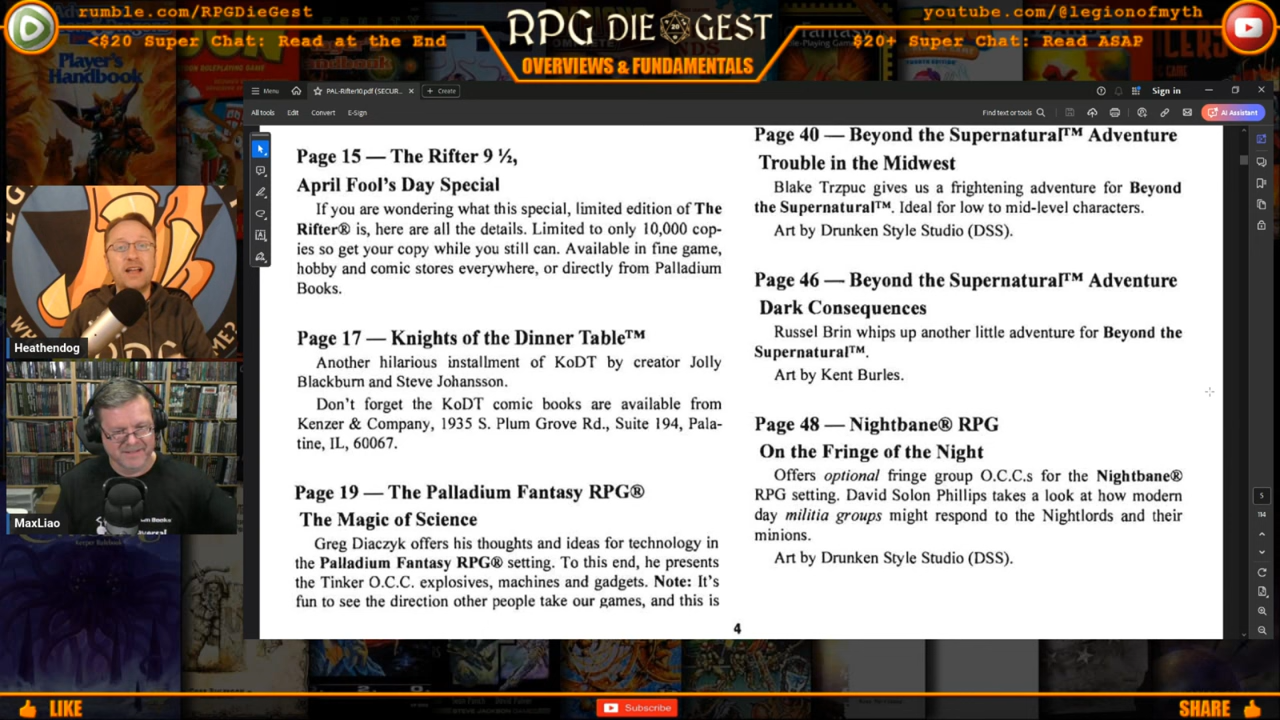 rumble.com/RPGDieGest
<$20 Super Chat: Read at the End
RPG DIE GEST
OVERVIEWS & FUNDAMENTALS
youtube.com/@legionofmyth
$20+ Super Chat: Read ASAP
Player's
Handbook
Menu
PAL-Rifter10.pdf (SECUR...
Create
Sign in
All tools
Edit
Convert
E-Sign
Find text or tools
AI Assistant
Page 15 — The Rifter 9 ½,
April Fool's Day Special
If you are wondering what this special, limited edition of The
Rifter® is, here are all the details. Limited to only 10,000 cop-
ies so get your copy while you still can. Available in fine game,
hobby and comic stores everywhere, or directly from Palladium
Books.
Page 17 — Knights of the Dinner Table™
Another hilarious installment of KoDT by creator Jolly
Blackburn and Steve Johansson.
Don't forget the KoDT comic books are available from
Kenzer & Company, 1935 S. Plum Grove Rd., Suite 194, Pala-
tine, IL, 60067.
Page 19 — The Palladium Fantasy RPG®
The Magic of Science
Greg Diaczyk offers his thoughts and ideas for technology in
the Palladium Fantasy RPG® setting. To this end, he presents
the Tinker O.C.C. explosives, machines and gadgets. Note: It's
fun to see the direction other people take our games, and this is
Page 40 — Beyond the Supernatural™ Adventure
Trouble in the Midwest
Blake Trzpuc gives us a frightening adventure for Beyond
the Supernatural™. Ideal for low to mid-level characters.
Art by Drunken Style Studio (DSS).
Page 46 — Beyond the Supernatural™ Adventure
Dark Consequences
Russel Brin whips up another little adventure for Beyond the
Supernatural™.
Art by Kent Burles.
Page 48 — Nightbane® RPG
On the Fringe of the Night
Offers optional fringe group O.C.C.s for the Nightbane®
RPG setting. David Solon Phillips takes a look at how modern
day militia groups might respond to the Nightlords and their
minions.
Art by Drunken Style Studio (DSS).
4
5
114
Heathendog
MaxLiao
LIKE
Subscribe
SHARE